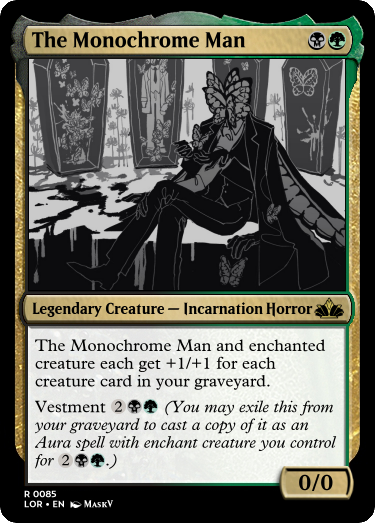 The Monochrome Man
Legendary Creature — Incarnation Horror
The Monochrome Man and enchanted
creature each get +1/+1 for each
creature card in your graveyard.
Vestment 2 (You may exile this from
your graveyard to cast a copy of it as an
Aura spell with enchant creature you control
for 2.)
0/0
R 0085
LOR • EN MaskV